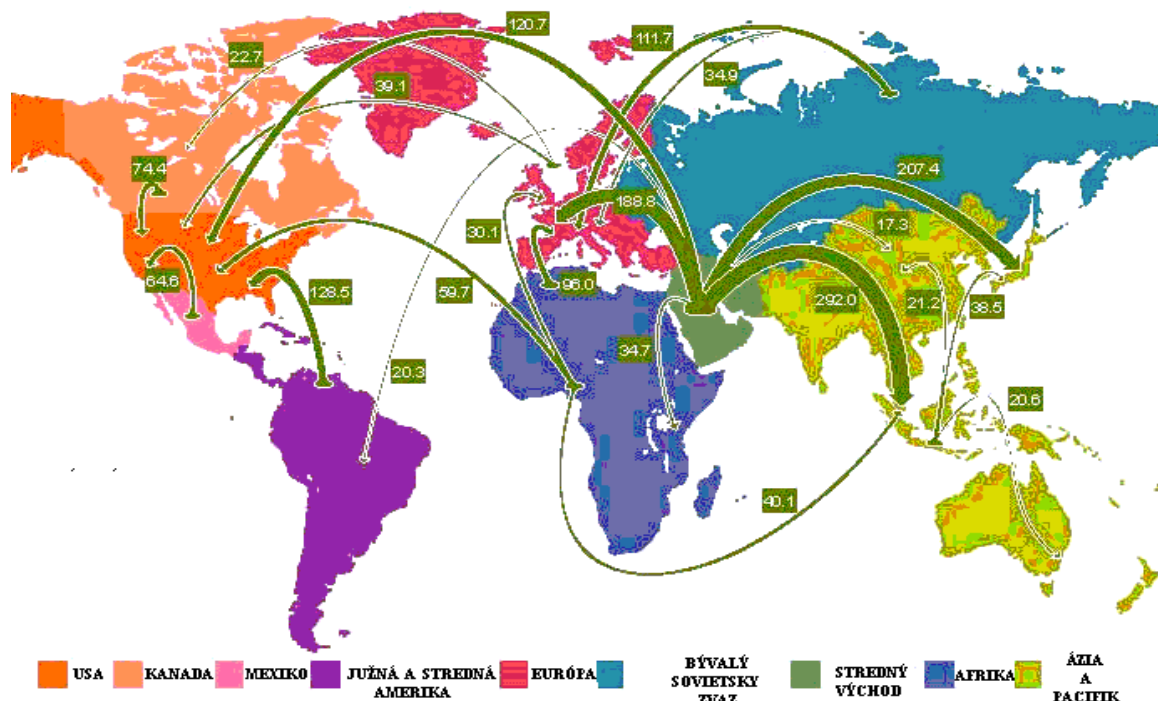 120.7
111.7
22.7
34.9
39.1
74.4
207.4
188.8
17.3
30.1
64.6
128.5
59.7
96.0
292.0
21.2
38.5
34.7
20.3
20.6
40.1
USA
KANADA
MEXIKO
JUŽNÁ A STREDNÁ
AMERIKA
EURÓPA
BÝVALÝ
SOVIETSKY
ZVAZ
STREDNÝ
VÝCHOD
AFRIKA
ÁZIA
A
PACIFIK